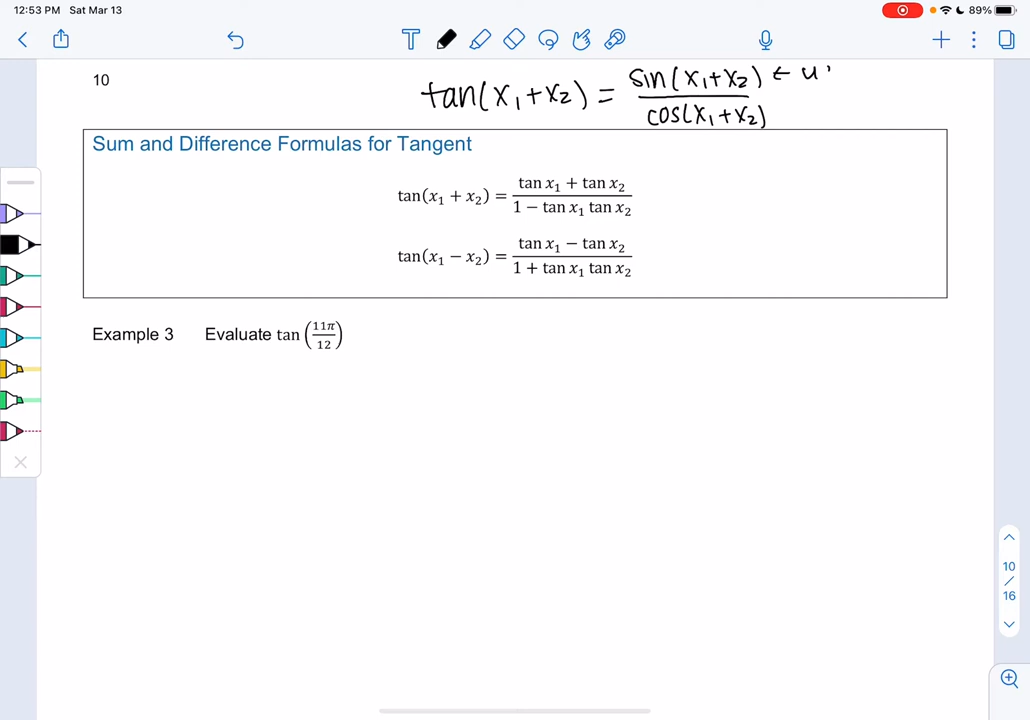 12:53 PM Sat Mar 13 89%
10
tan(x₁+x₂) = sin(x₁+x₂) ← u
cos(x₁+x₂)
Sum and Difference Formulas for Tangent
tan(x₁ + x₂) = (tan x₁ + tan x₂)/(1 − tan x₁ tan x₂)
tan(x₁ − x₂) = (tan x₁ − tan x₂)/(1 + tan x₁ tan x₂)
Example 3 Evaluate tan (11π/12)
10
/
16